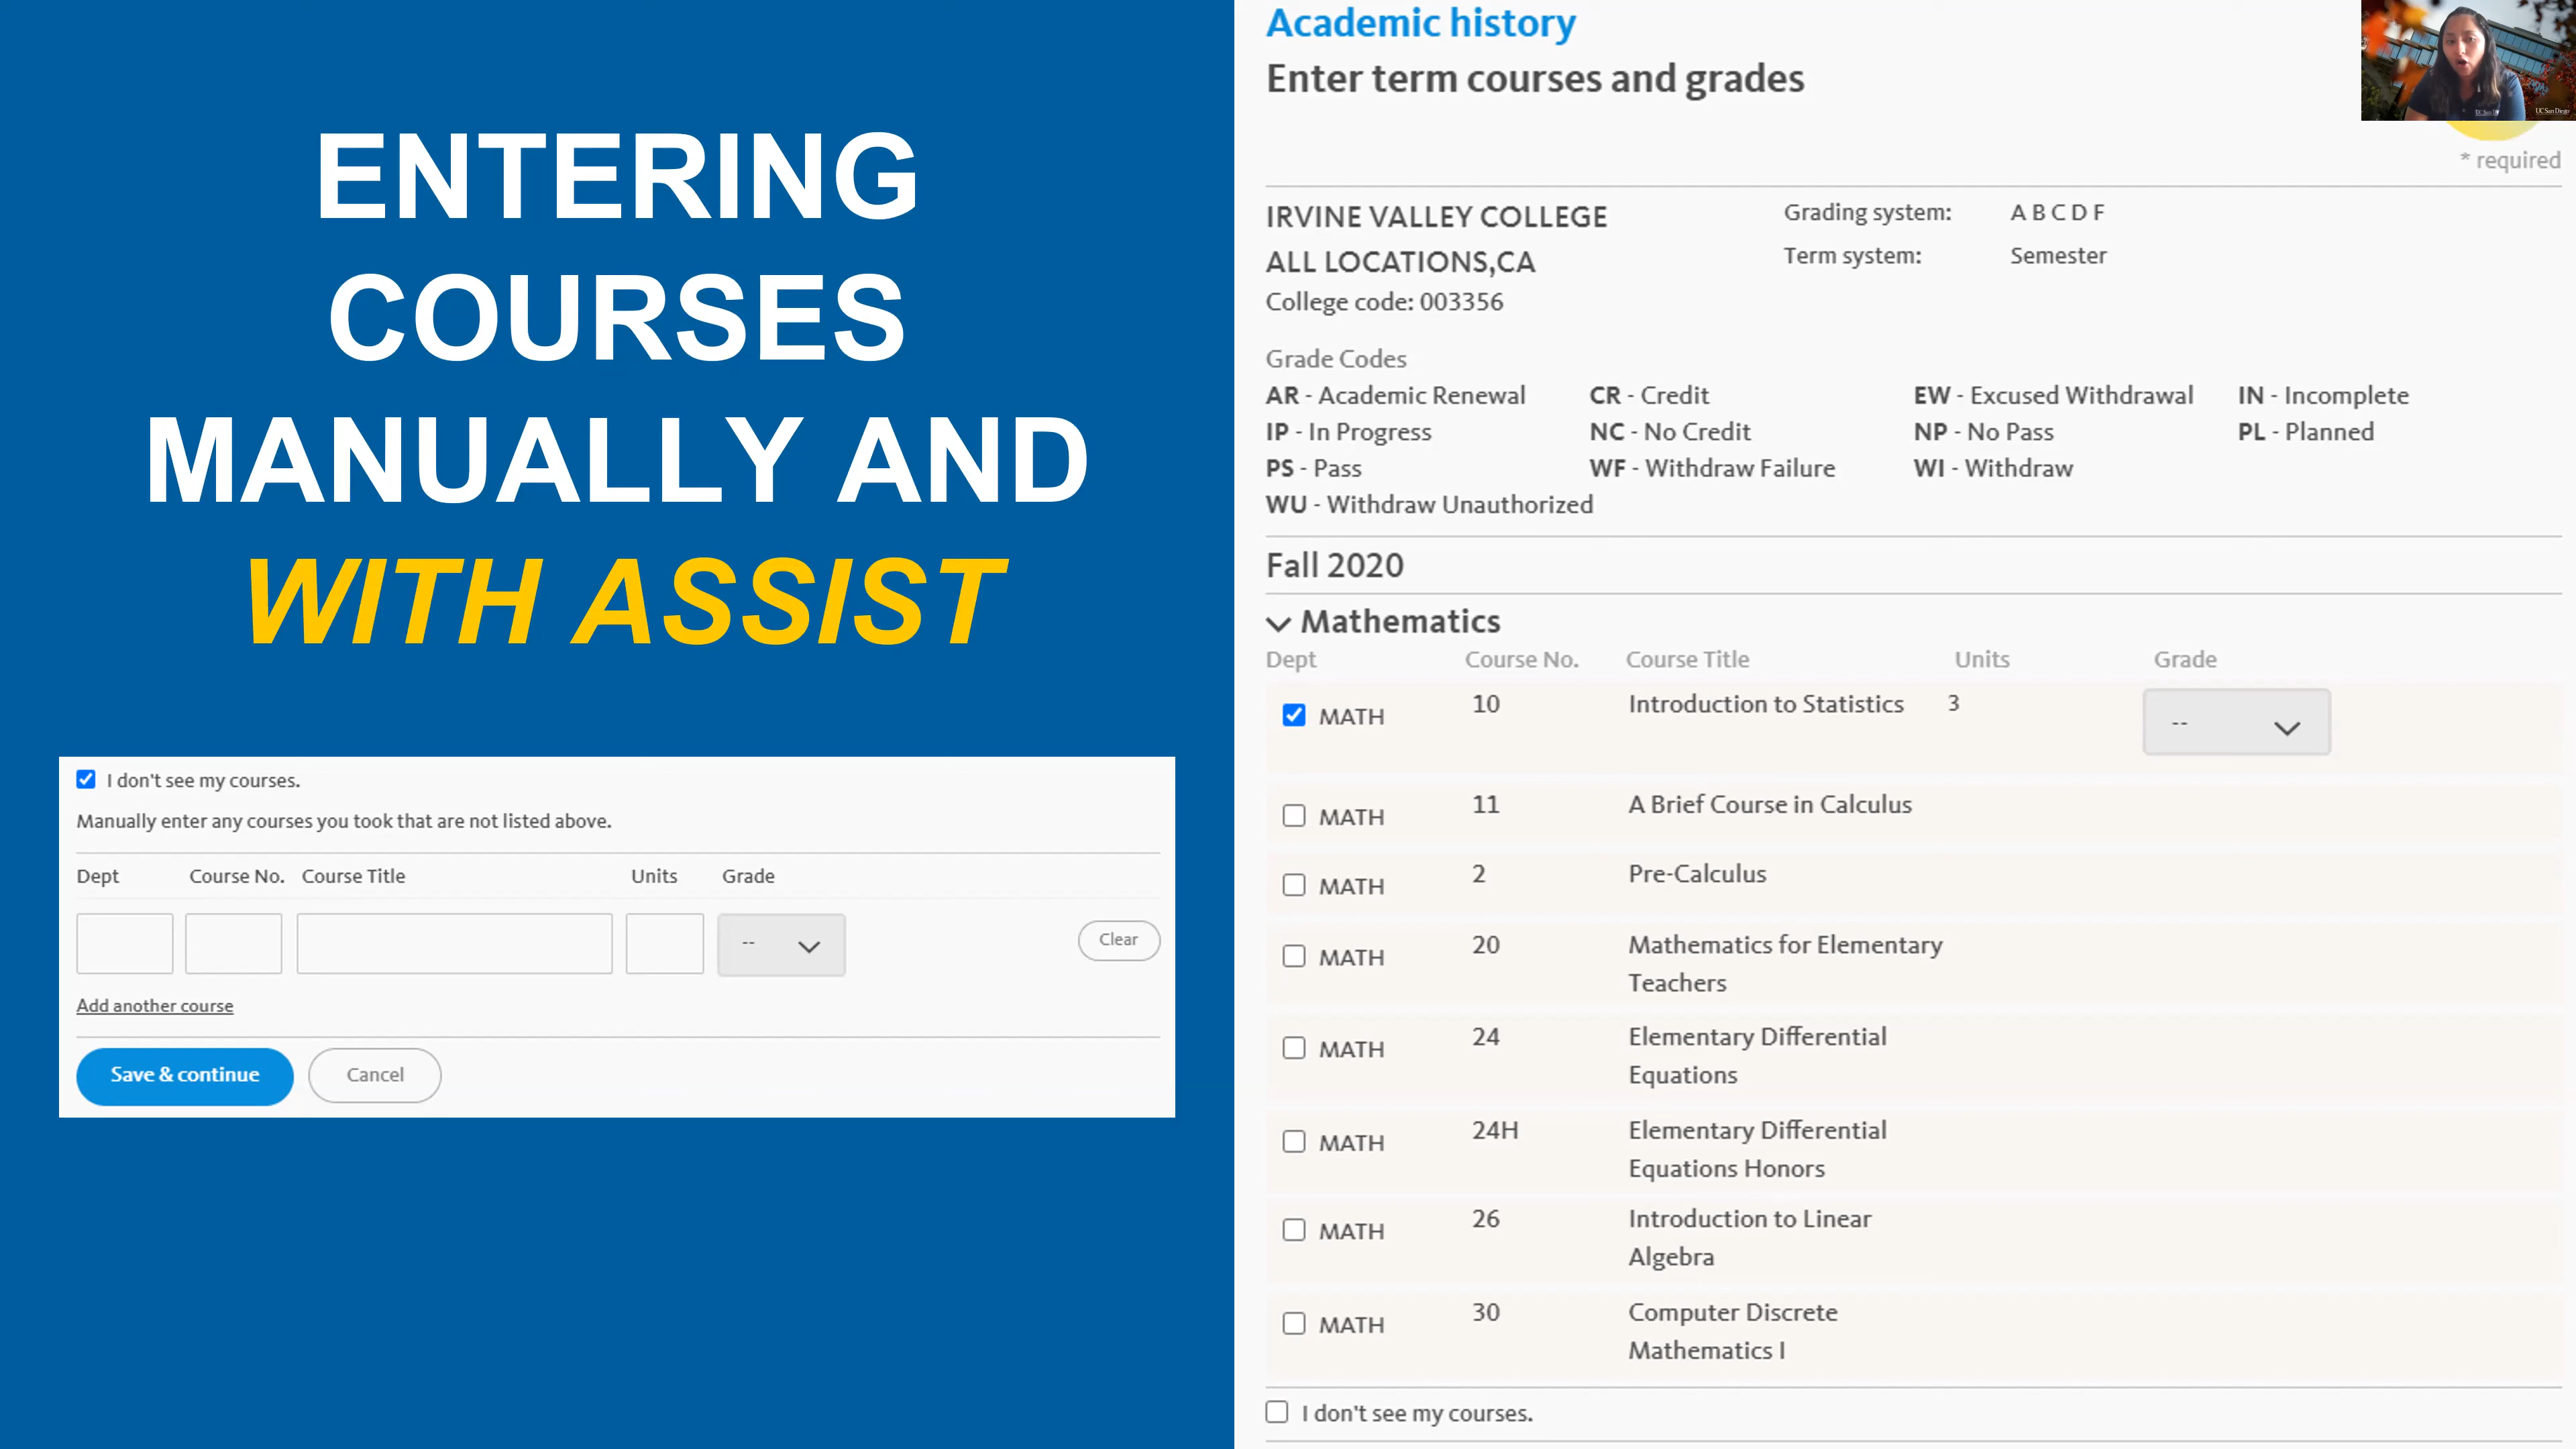 ENTERING
COURSES
MANUALLY AND
WITH ASSIST
I don't see my courses.
Manually enter any courses you took that are not listed above.
Dept Course No. Course Title Units Grade
-- Clear
Add another course
Save & continue Cancel
Academic history
Enter term courses and grades
UC San Diego
* required
IRVINE VALLEY COLLEGE
ALL LOCATIONS,CA
College code: 003356
Grading system: A B C D F
Term system: Semester
Grade Codes
AR - Academic Renewal CR - Credit EW - Excused Withdrawal IN - Incomplete
IP - In Progress NC - No Credit NP - No Pass PL - Planned
PS - Pass WF - Withdraw Failure WI - Withdraw
WU - Withdraw Unauthorized
Fall 2020
Mathematics
Dept Course No. Course Title Units Grade
MATH 10 Introduction to Statistics 3 --
MATH 11 A Brief Course in Calculus
MATH 2 Pre-Calculus
MATH 20 Mathematics for Elementary
Teachers
MATH 24 Elementary Differential
Equations
MATH 24H Elementary Differential
Equations Honors
MATH 26 Introduction to Linear
Algebra
MATH 30 Computer Discrete
Mathematics I
I don't see my courses.